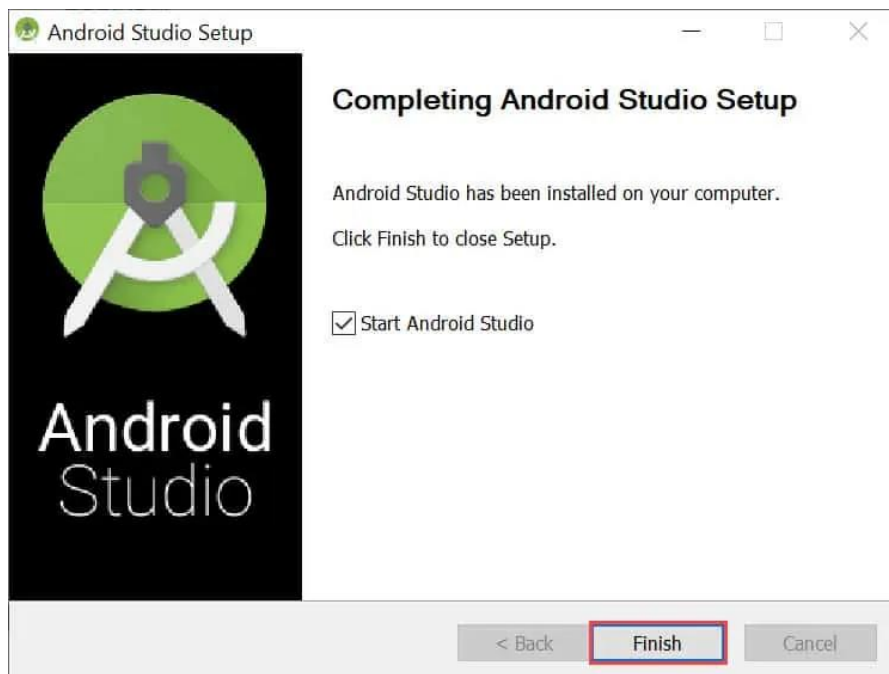 Android Studio Setup
Completing Android Studio Setup
Android Studio has been installed on your computer.
Click Finish to close Setup.
Start Android Studio
Android
Studio
< Back
Finish
Cancel